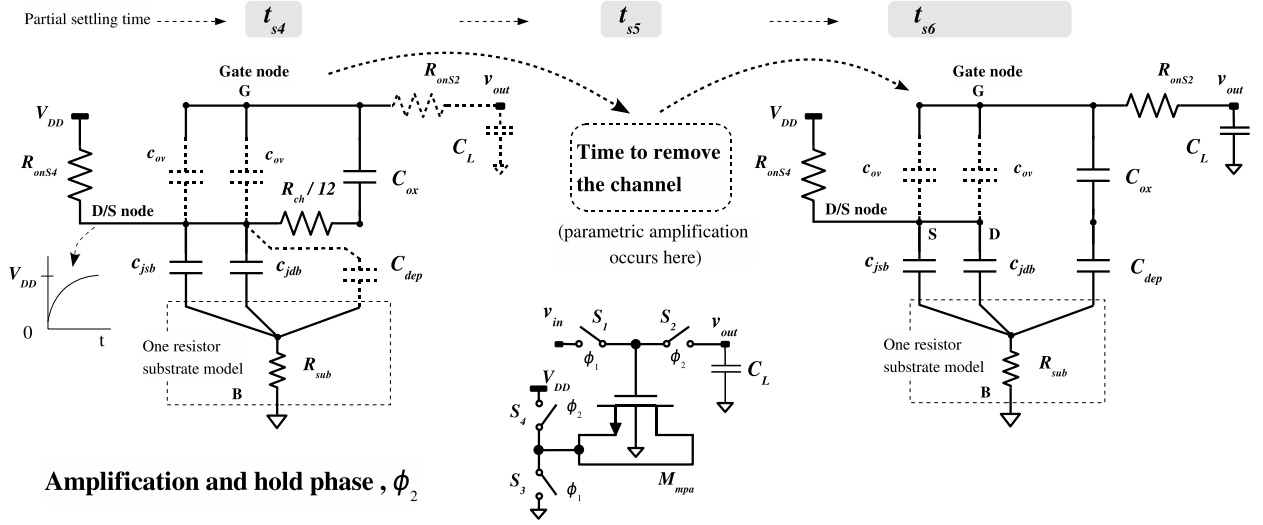 Partial settling time
t_s4
t_s5
t_s6
Gate node
G
R_onS2
v_out
V_DD
C_L
R_onS4
c_ov
c_ov
R_ch / 12
C_ox
D/S node
c_jsb
c_jdb
C_dep
V_DD
0
t
One resistor
substrate model
R_sub
B
Time to remove
the channel
(parametric amplification
occurs here)
v_in
S_1
S_2
v_out
ϕ_1
ϕ_2
C_L
V_DD
S_4
ϕ_2
S_3
ϕ_1
M_mpa
Gate node
G
R_onS2
v_out
V_DD
C_L
R_onS4
c_ov
c_ov
C_ox
D/S node
S
D
c_jsb
c_jdb
C_dep
One resistor
substrate model
R_sub
B
Amplification and hold phase , ϕ_2